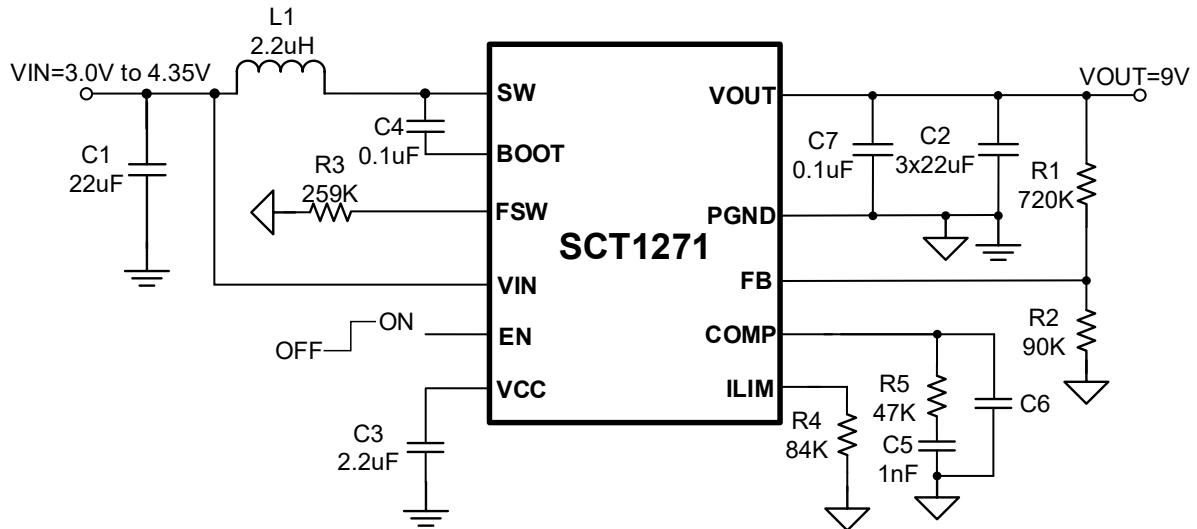 L1
2.2uH
VIN=3.0V to 4.35V
VOUT=9V
SW
VOUT
C4
0.1uF
C7
0.1uF
C2
3x22uF
BOOT
C1
22uF
R3
259K
R1
720K
FSW
PGND
SCT1271
VIN
FB
ON
OFF
EN
COMP
R2
90K
VCC
ILIM
R5
47K
C6
C3
2.2uF
R4
84K
C5
1nF